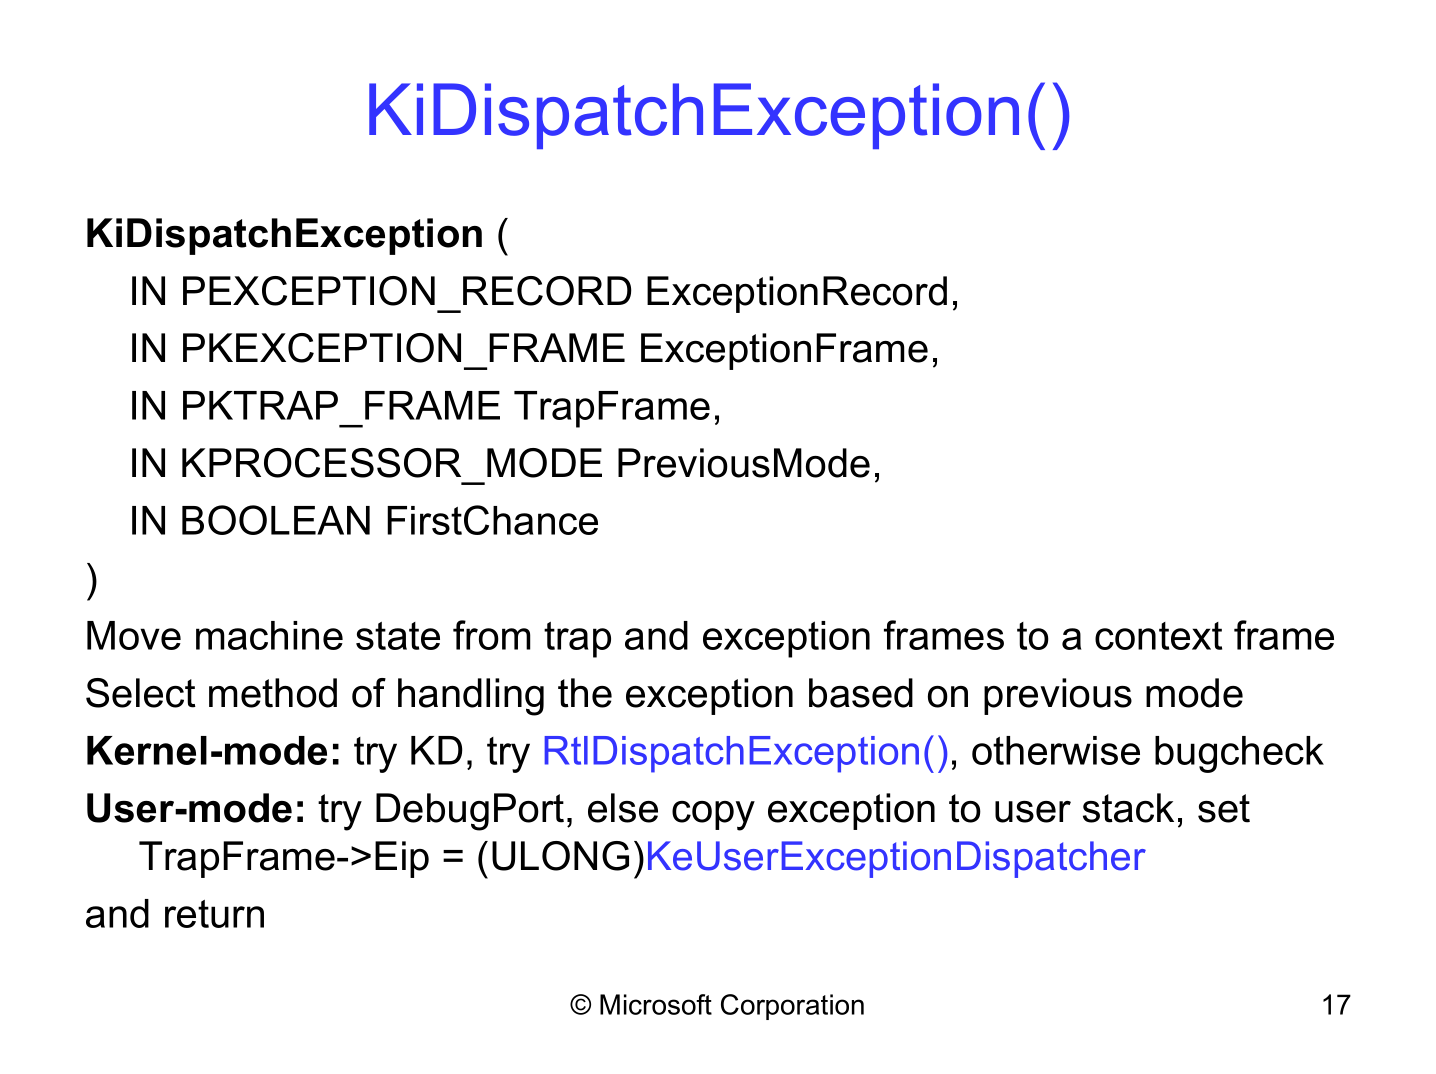 KiDispatchException()
KiDispatchException (
IN PEXCEPTION_RECORD ExceptionRecord,
IN PKEXCEPTION_FRAME ExceptionFrame,
IN PKTRAP_FRAME TrapFrame,
IN KPROCESSOR_MODE PreviousMode,
IN BOOLEAN FirstChance
)
Move machine state from trap and exception frames to a context frame
Select method of handling the exception based on previous mode
Kernel-mode: try KD, try RtlDispatchException(), otherwise bugcheck
User-mode: try DebugPort, else copy exception to user stack, set
TrapFrame->Eip = (ULONG)KeUserExceptionDispatcher
and return
© Microsoft Corporation
17